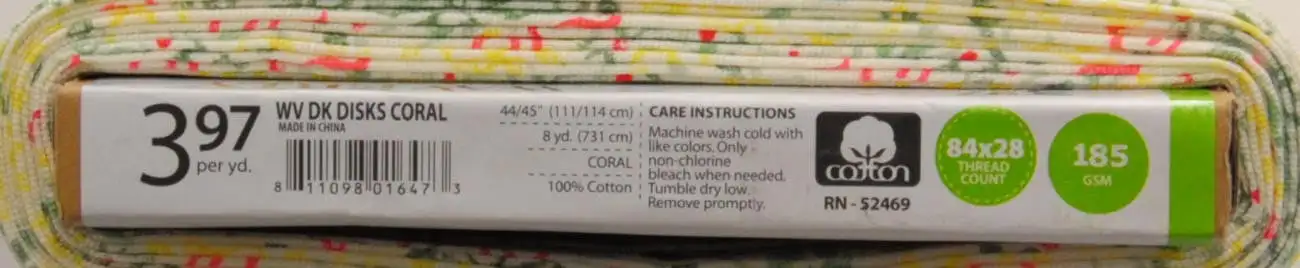 3 97
per yd.
WV DK DISKS CORAL
MADE IN CHINA
8 11098 01647 3
44/45" (111/114 cm)
8 yd. (731 cm)
CORAL
100% Cotton
CARE INSTRUCTIONS
Machine wash cold with
like colors. Only
non-chlorine
bleach when needed.
Tumble dry low.
Remove promptly.
cotton
RN - 52469
84x28
THREAD
COUNT
185
GSM